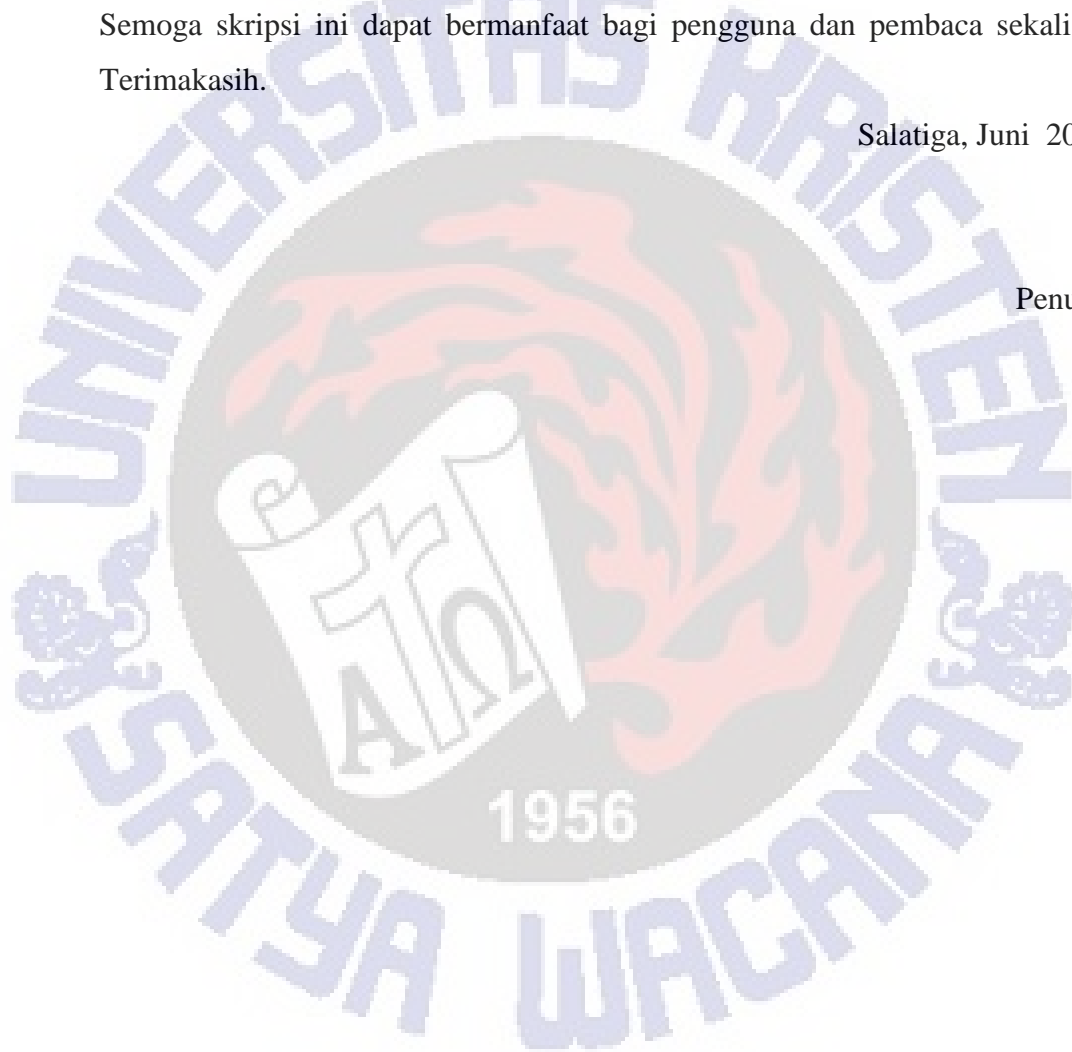 Semoga skripsi ini dapat bermanfaat bagi pengguna dan pembaca sekali
Terimakasih.
Salatiga, Juni 20
Penu
UNIVERSITAS KRISTEN
Α Ω
1956
SATYA WACANA